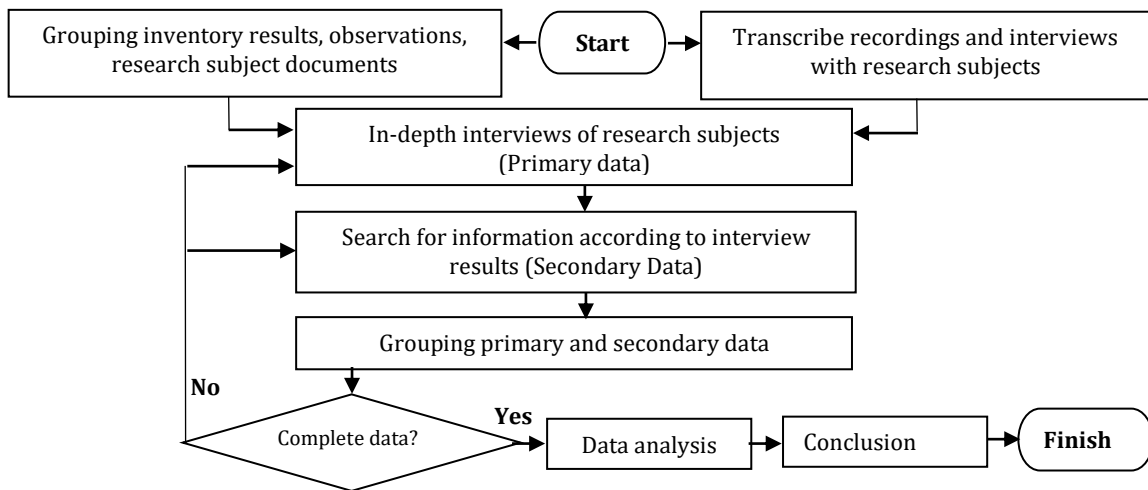 Grouping inventory results, observations,
research subject documents
Start
Transcribe recordings and interviews
with research subjects
In-depth interviews of research subjects
(Primary data)
Search for information according to interview
results (Secondary Data)
Grouping primary and secondary data
No
Complete data?
Yes
Data analysis
Conclusion
Finish